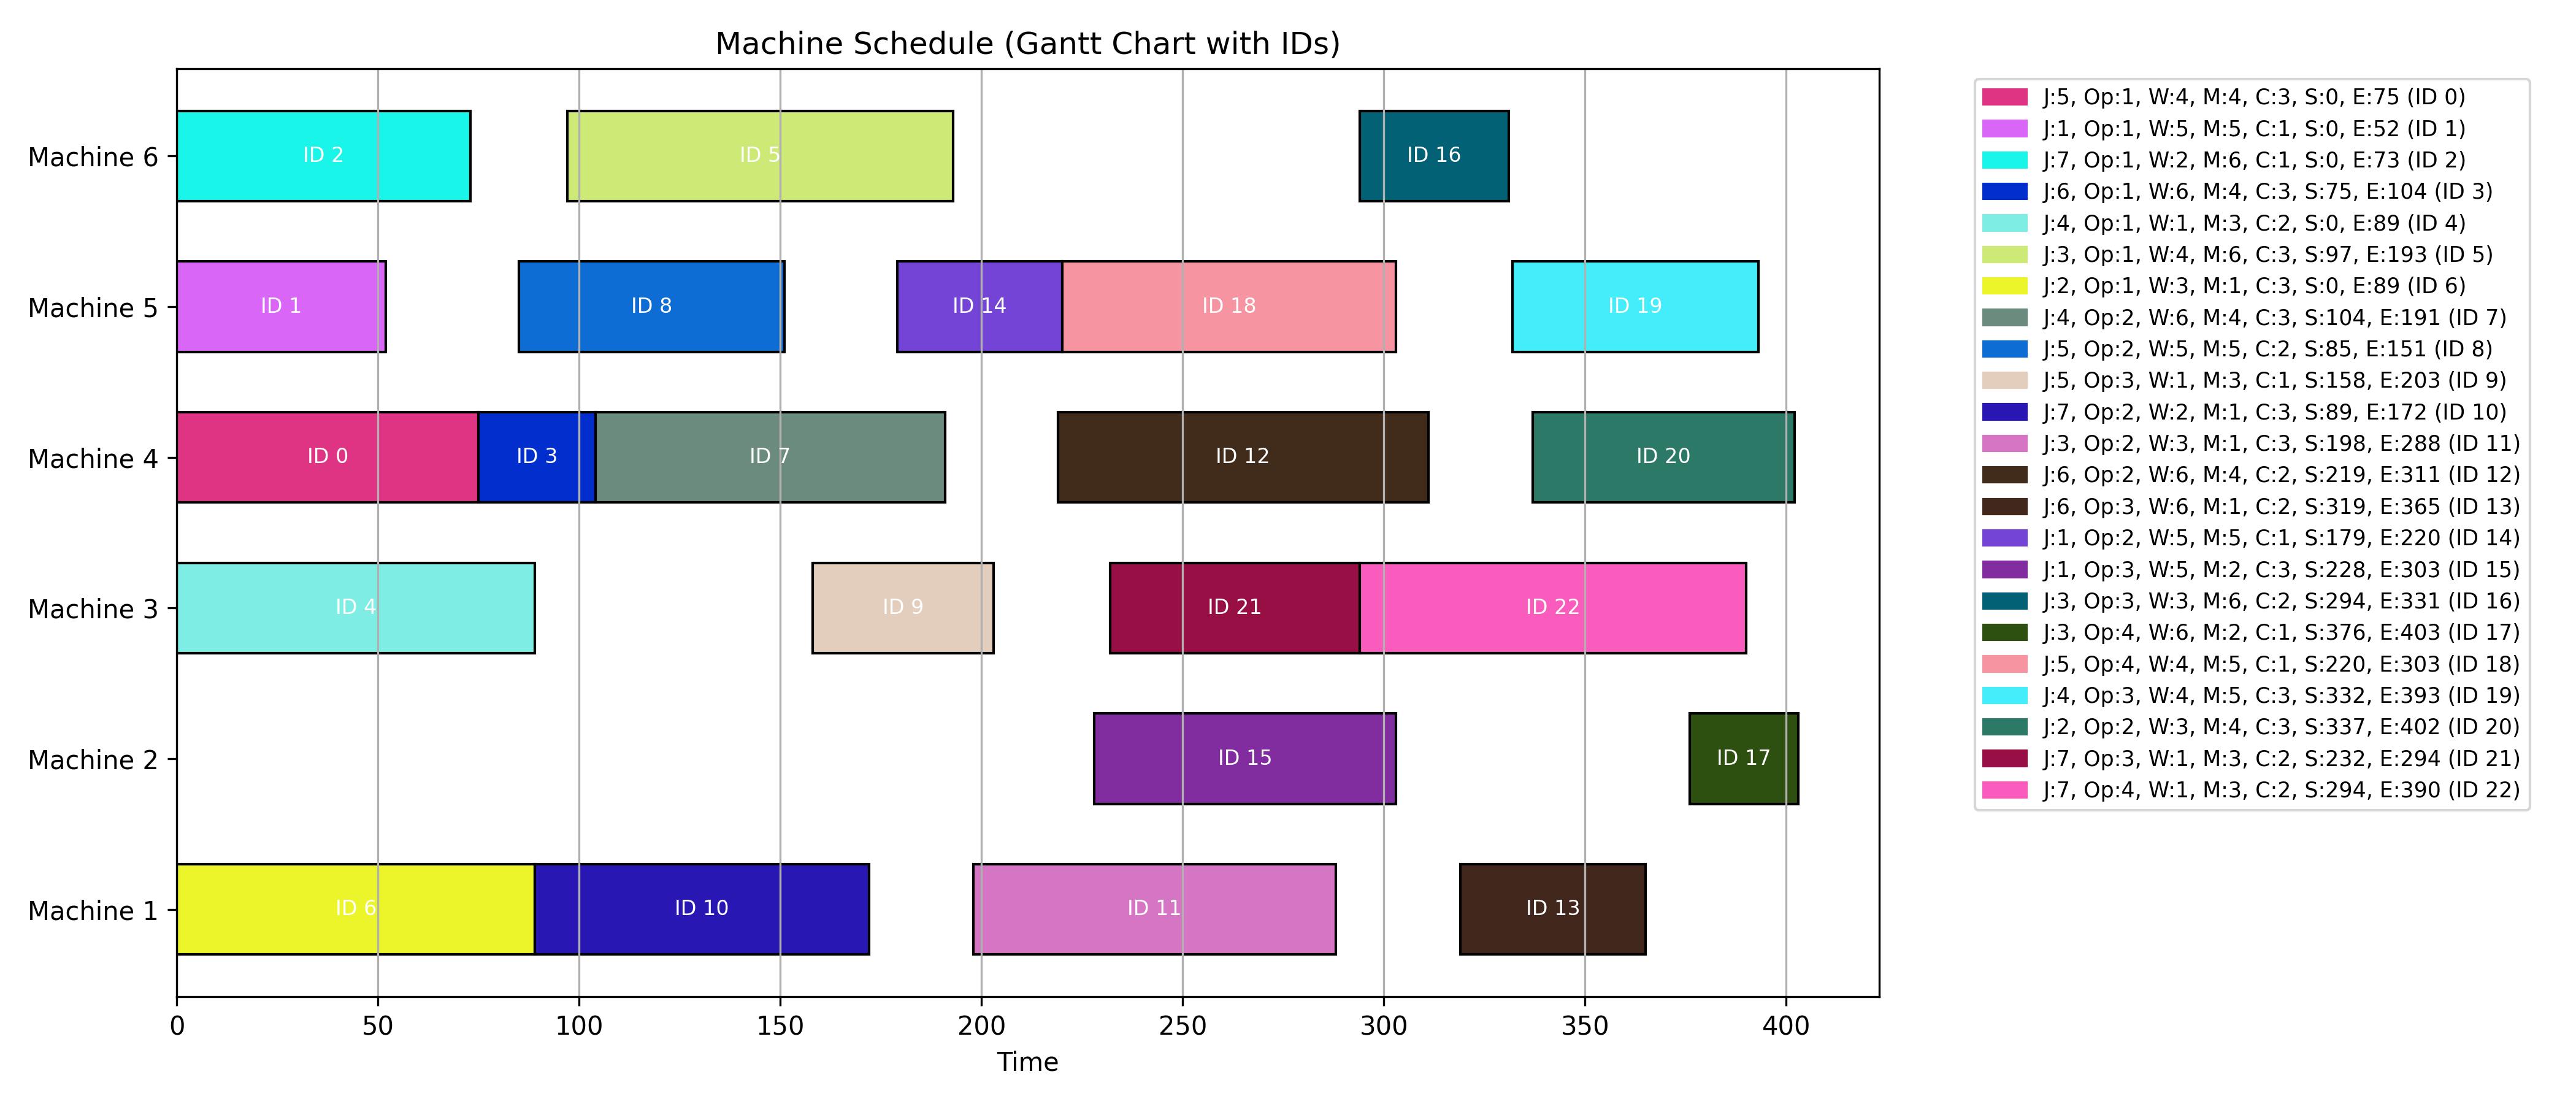 Machine Schedule (Gantt Chart with IDs)
Machine 6
ID 2
ID 5
ID 16
Machine 5
ID 1
ID 8
ID 14
ID 18
ID 19
Machine 4
ID 0
ID 3
ID 7
ID 12
ID 20
Machine 3
ID 4
ID 9
ID 21
ID 22
Machine 2
ID 15
ID 17
Machine 1
ID 6
ID 10
ID 11
ID 13
0 50 100 150 200 250 300 350 400
Time
J:5, Op:1, W:4, M:4, C:3, S:0, E:75 (ID 0)
J:1, Op:1, W:5, M:5, C:1, S:0, E:52 (ID 1)
J:7, Op:1, W:2, M:6, C:1, S:0, E:73 (ID 2)
J:6, Op:1, W:6, M:4, C:3, S:75, E:104 (ID 3)
J:4, Op:1, W:1, M:3, C:2, S:0, E:89 (ID 4)
J:3, Op:1, W:4, M:6, C:3, S:97, E:193 (ID 5)
J:2, Op:1, W:3, M:1, C:3, S:0, E:89 (ID 6)
J:4, Op:2, W:6, M:4, C:3, S:104, E:191 (ID 7)
J:5, Op:2, W:5, M:5, C:2, S:85, E:151 (ID 8)
J:5, Op:3, W:1, M:3, C:1, S:158, E:203 (ID 9)
J:7, Op:2, W:2, M:1, C:3, S:89, E:172 (ID 10)
J:3, Op:2, W:3, M:1, C:3, S:198, E:288 (ID 11)
J:6, Op:2, W:6, M:4, C:2, S:219, E:311 (ID 12)
J:6, Op:3, W:6, M:1, C:2, S:319, E:365 (ID 13)
J:1, Op:2, W:5, M:5, C:1, S:179, E:220 (ID 14)
J:1, Op:3, W:5, M:2, C:3, S:228, E:303 (ID 15)
J:3, Op:3, W:3, M:6, C:2, S:294, E:331 (ID 16)
J:3, Op:4, W:6, M:2, C:1, S:376, E:403 (ID 17)
J:5, Op:4, W:4, M:5, C:1, S:220, E:303 (ID 18)
J:4, Op:3, W:4, M:5, C:3, S:332, E:393 (ID 19)
J:2, Op:2, W:3, M:4, C:3, S:337, E:402 (ID 20)
J:7, Op:3, W:1, M:3, C:2, S:232, E:294 (ID 21)
J:7, Op:4, W:1, M:3, C:2, S:294, E:390 (ID 22)